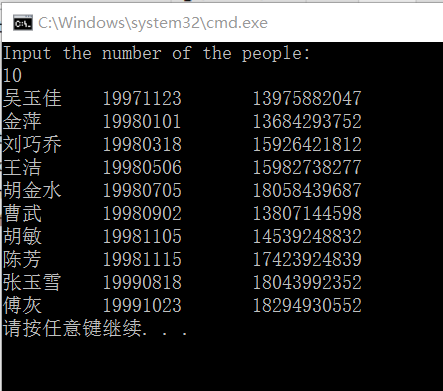 C:\Windows\system32\cmd.exe
Input the number of the people:
10
吴玉佳 19971123 13975882047
金萍 19980101 13684293752
刘巧乔 19980318 15926421812
王洁 19980506 15982738277
胡金水 19980705 18058439687
曹武 19980902 13807144598
胡敏 19981105 14539248832
陈芳 19981115 17423924839
张玉雪 19990818 18043992352
傅灰 19991023 18294930552
请按任意键继续. . .